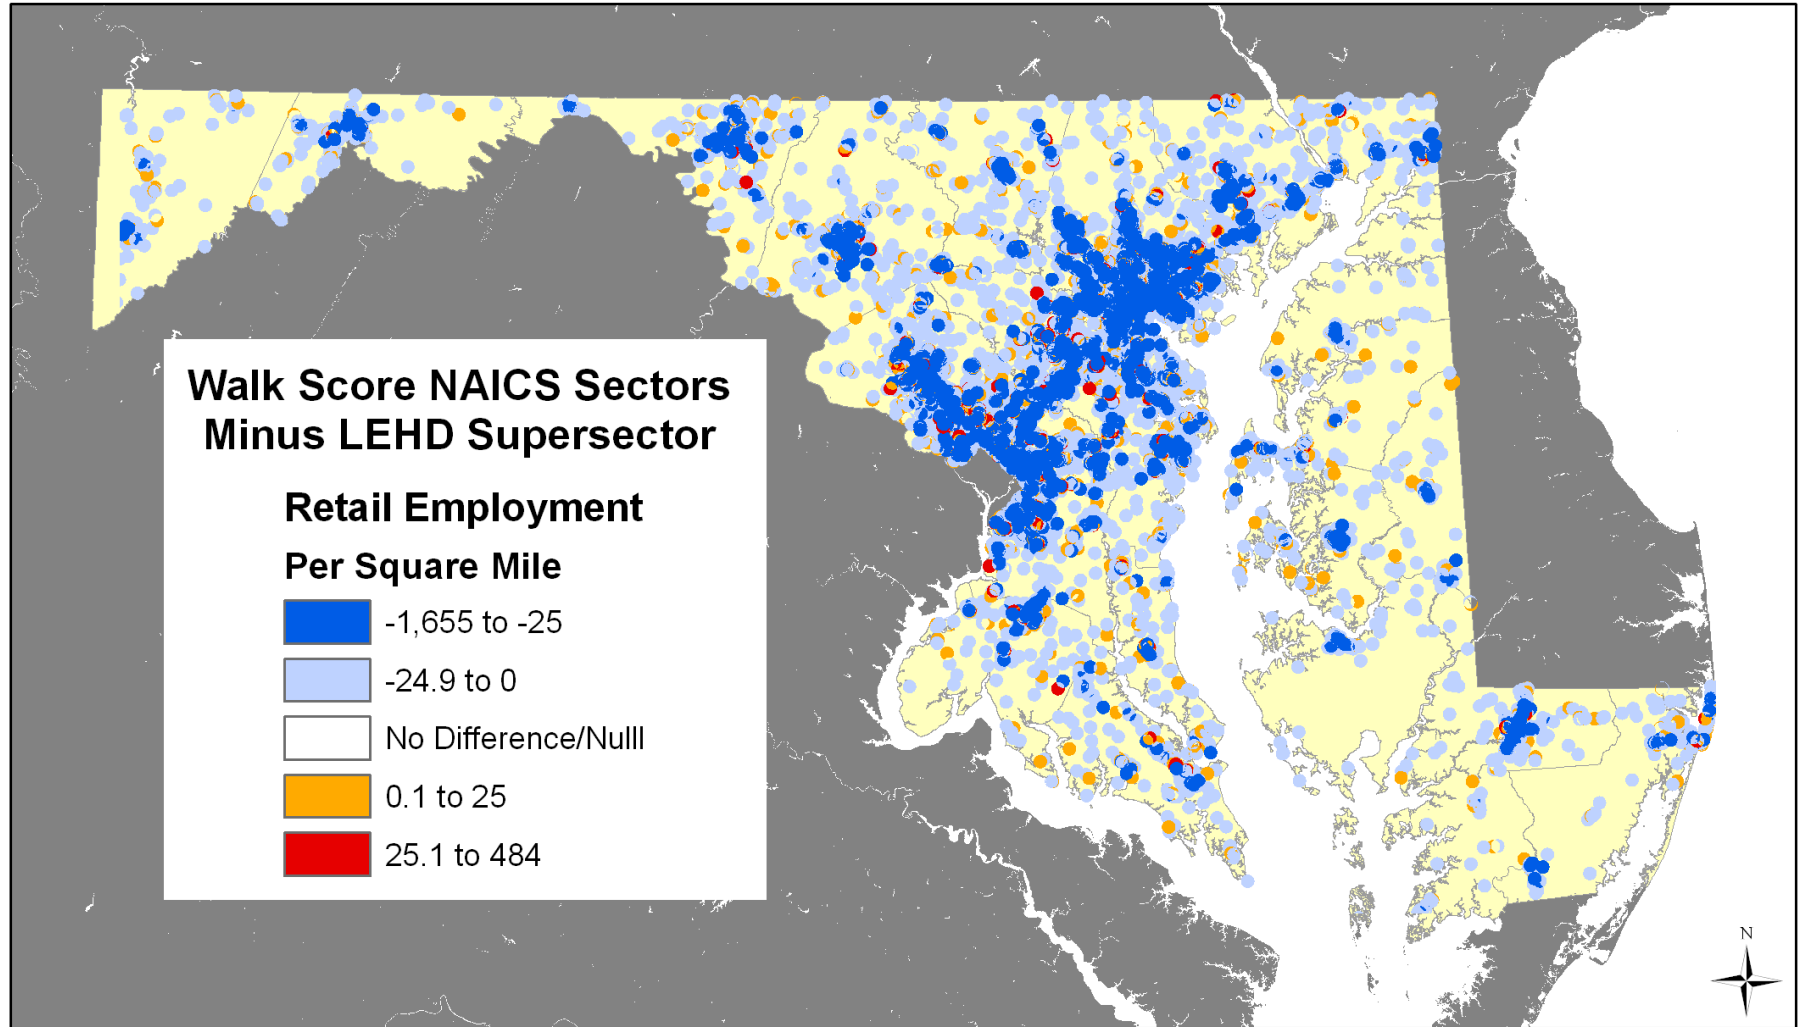 Walk Score NAICS Sectors
Minus LEHD Supersector
Retail Employment
Per Square Mile
-1,655 to -25
-24.9 to 0
No Difference/Nulll
0.1 to 25
25.1 to 484
N